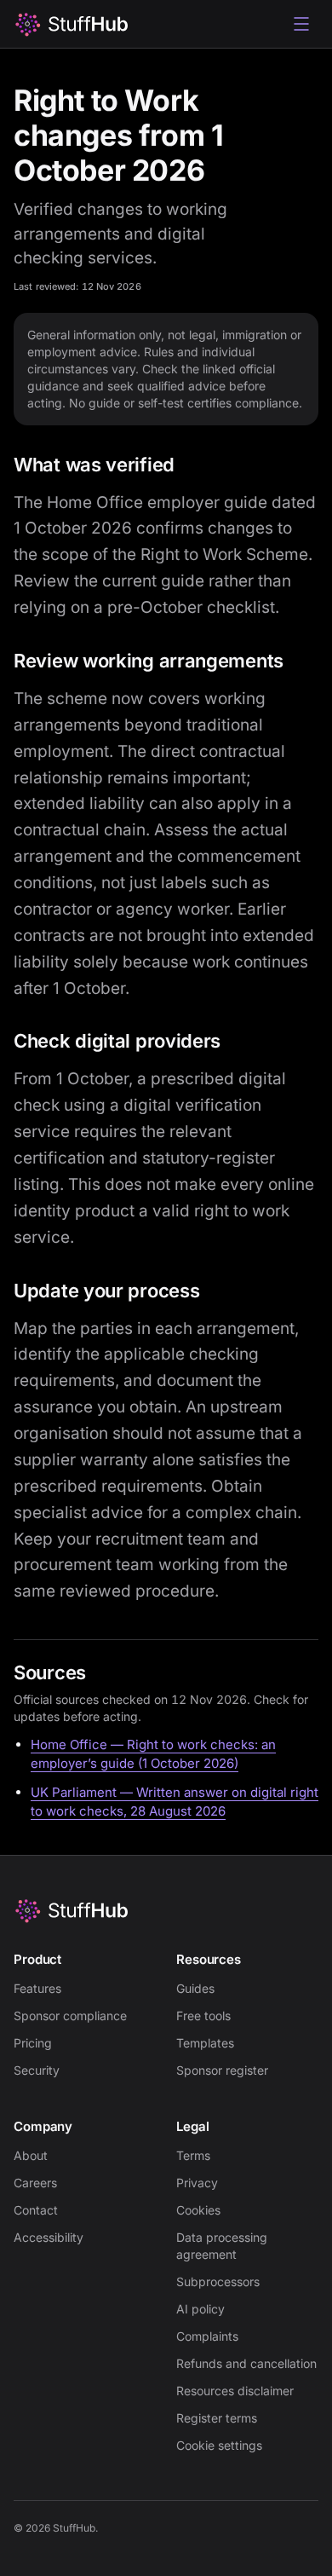 StuffHub
Right to Work
changes from 1
October 2026
Verified changes to working
arrangements and digital
checking services.
Last reviewed: 12 Nov 2026
General information only, not legal, immigration or
employment advice. Rules and individual
circumstances vary. Check the linked official
guidance and seek qualified advice before
acting. No guide or self-test certifies compliance.
What was verified
The Home Office employer guide dated
1 October 2026 confirms changes to
the scope of the Right to Work Scheme.
Review the current guide rather than
relying on a pre-October checklist.
Review working arrangements
The scheme now covers working
arrangements beyond traditional
employment. The direct contractual
relationship remains important;
extended liability can also apply in a
contractual chain. Assess the actual
arrangement and the commencement
conditions, not just labels such as
contractor or agency worker. Earlier
contracts are not brought into extended
liability solely because work continues
after 1 October.
Check digital providers
From 1 October, a prescribed digital
check using a digital verification
service requires the relevant
certification and statutory-register
listing. This does not make every online
identity product a valid right to work
service.
Update your process
Map the parties in each arrangement,
identify the applicable checking
requirements, and document the
assurance you obtain. An upstream
organisation should not assume that a
supplier warranty alone satisfies the
prescribed requirements. Obtain
specialist advice for a complex chain.
Keep your recruitment team and
procurement team working from the
same reviewed procedure.
Sources
Official sources checked on 12 Nov 2026. Check for
updates before acting.
Home Office — Right to work checks: an
employer's guide (1 October 2026)
UK Parliament — Written answer on digital right
to work checks, 28 August 2026
StuffHub
Product
Features
Sponsor compliance
Pricing
Security
Resources
Guides
Free tools
Templates
Sponsor register
Company
About
Careers
Contact
Accessibility
Legal
Terms
Privacy
Cookies
Data processing
agreement
Subprocessors
AI policy
Complaints
Refunds and cancellation
Resources disclaimer
Register terms
Cookie settings
© 2026 StuffHub.